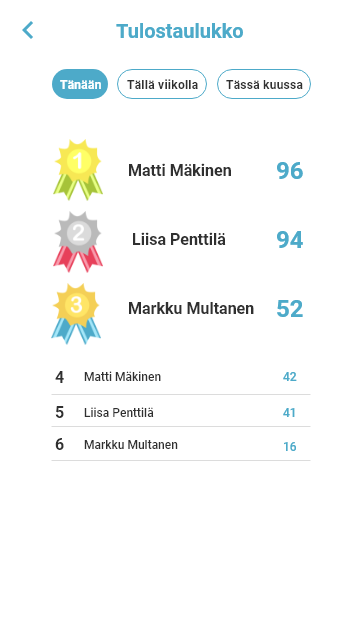 Tulostaulukko
Tänään Tällä viikolla Tässä kuussa
1 Matti Mäkinen 96
2 Liisa Penttilä 94
3 Markku Multanen 52
4 Matti Mäkinen 42
5 Liisa Penttilä 41
6 Markku Multanen 16